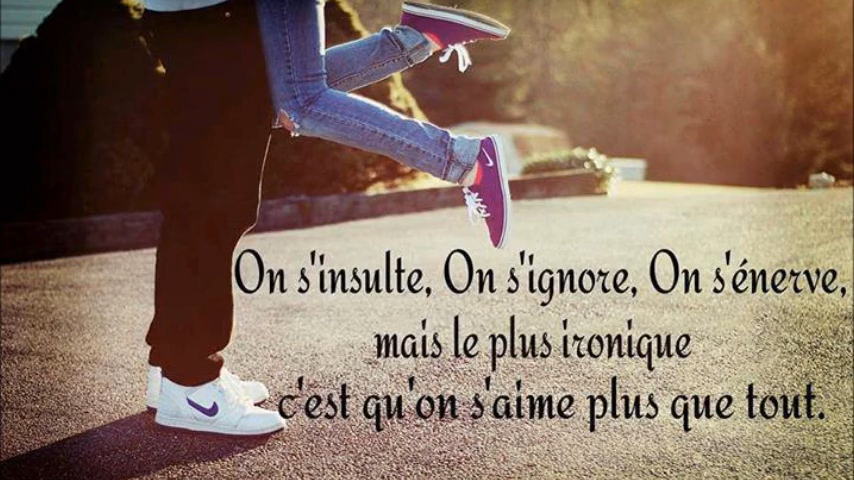 On s'insulte, On s'ignore, On s'énerve,
mais le plus ironique
c'est qu'on s'aime plus que tout.